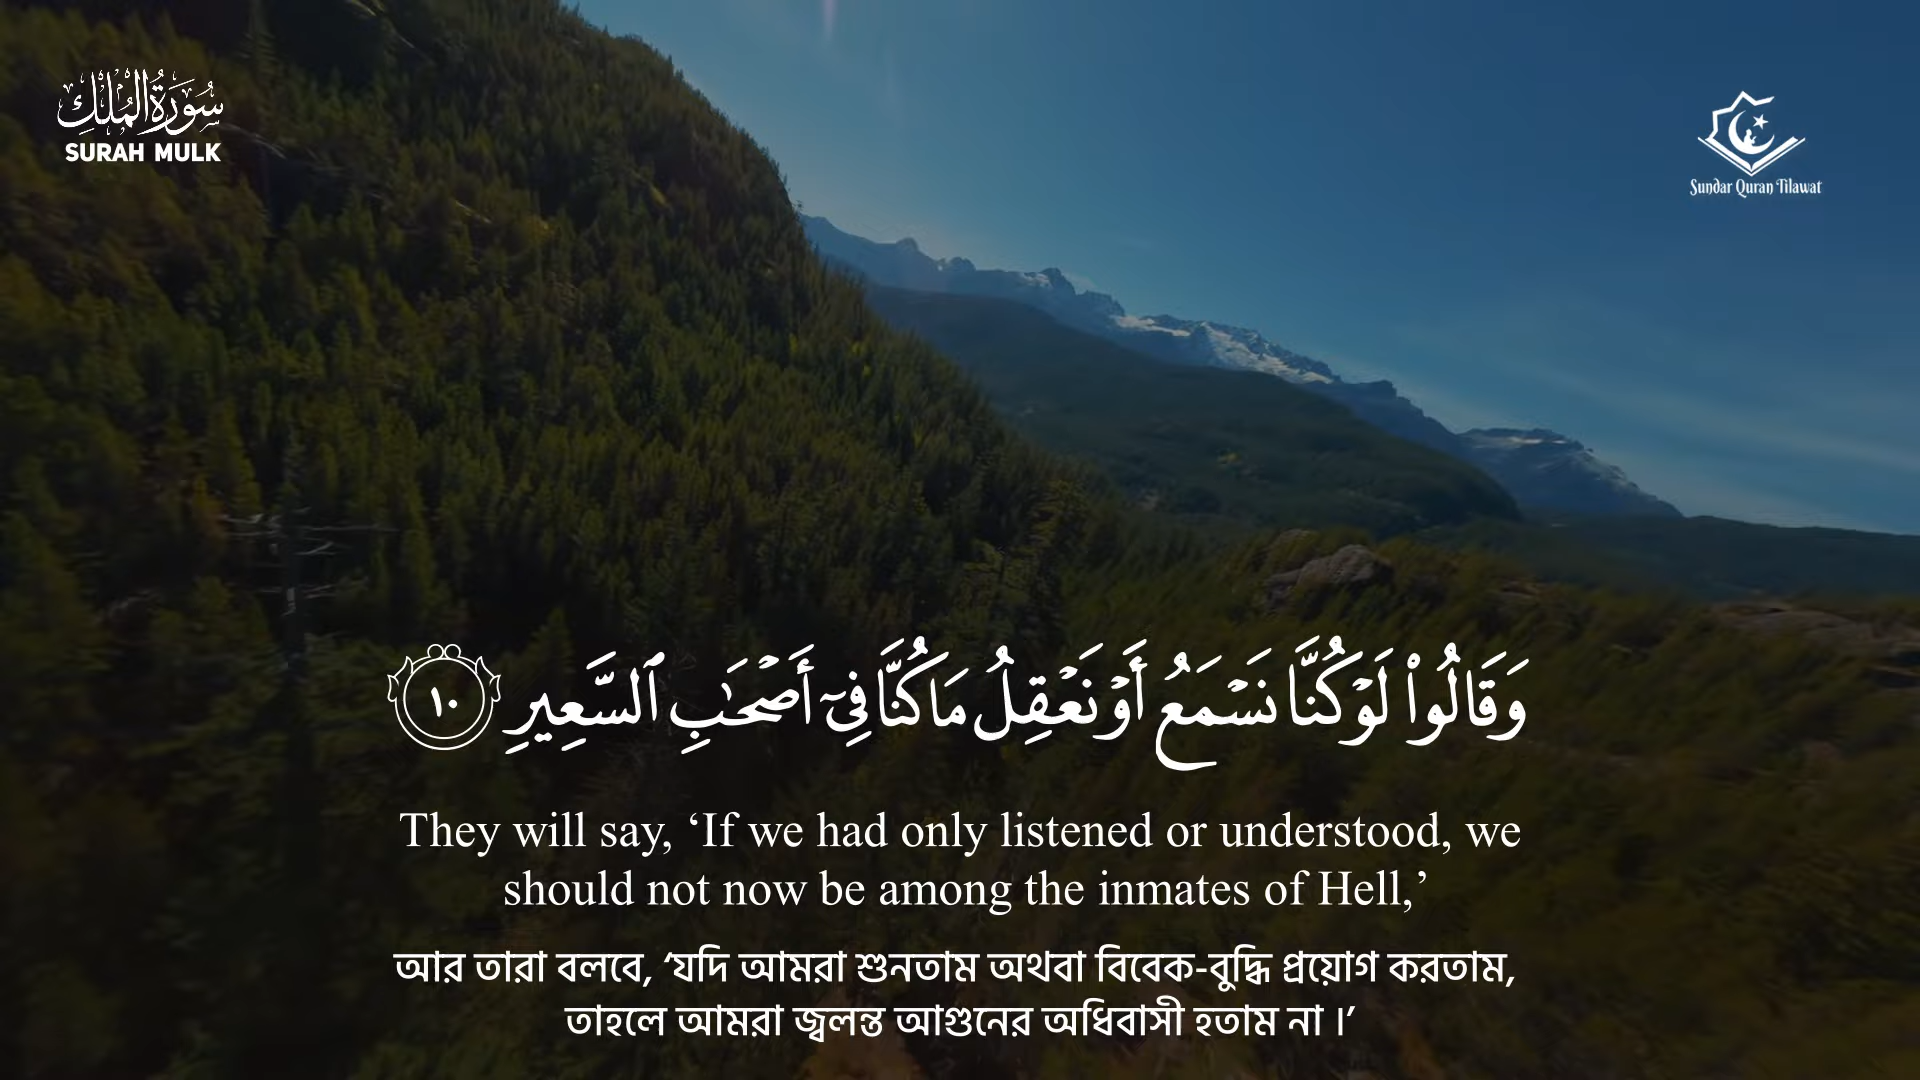 سُورَةُ المُلْكِ
SURAH MULK
Sundar Quran Tilawat
وَقَالُوا۟ لَوْ كُنَّا نَسْمَعُ أَوْ نَعْقِلُ مَا كُنَّا فِىٓ أَصْحَـٰبِ ٱلسَّعِيرِ ١٠
They will say, ‘If we had only listened or understood, we
should not now be among the inmates of Hell,’
আর তারা বলবে, ‘যদি আমরা শুনতাম অথবা বিবেক-বুদ্ধি প্রয়োগ করতাম,
তাহলে আমরা জ্বলন্ত আগুনের অধিবাসী হতাম না ।’